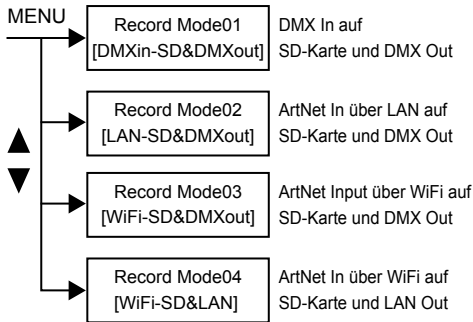 MENU
Record Mode01
[DMXin-SD&DMXout]
DMX In auf
SD-Karte und DMX Out
Record Mode02
[LAN-SD&DMXout]
ArtNet In über LAN auf
SD-Karte und DMX Out
Record Mode03
[WiFi-SD&DMXout]
ArtNet Input über WiFi auf
SD-Karte und DMX Out
Record Mode04
[WiFi-SD&LAN]
ArtNet In über WiFi auf
SD-Karte und LAN Out